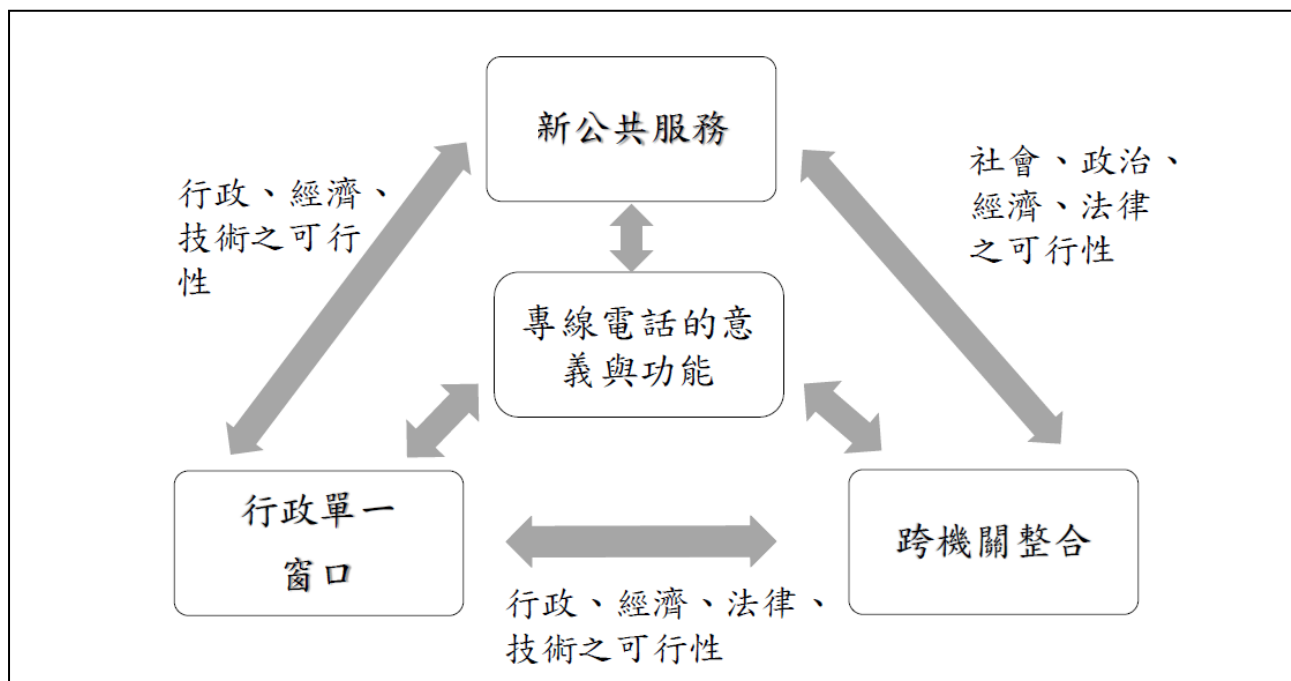 新公共服務
行政、經濟、
技術之可行
性
社會、政治、
經濟、法律
之可行性
專線電話的意
義與功能
行政單一
窗口
跨機關整合
行政、經濟、法律、
技術之可行性